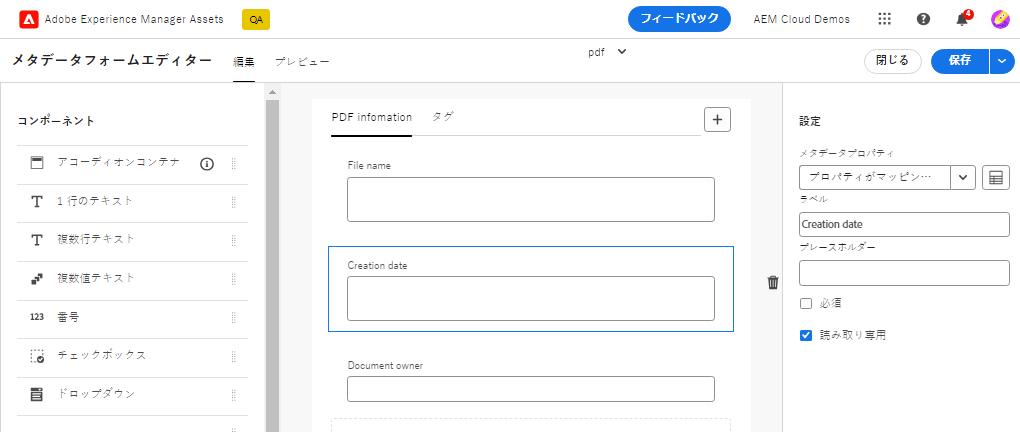 Adobe Experience Manager Assets
QA
フィードバック
AEM Cloud Demos
4
メタデータフォームエディター
編集
プレビュー
pdf
閉じる
保存
コンポーネント
アコーディオンコンテナ
1 行のテキスト
複数行テキスト
複数値テキスト
123 番号
チェックボックス
ドロップダウン
PDF infomation
タグ
File name
Creation date
Document owner
設定
メタデータプロパティ
プロパティがマッピン…
ラベル
Creation date
プレースホルダー
必須
読み取り専用